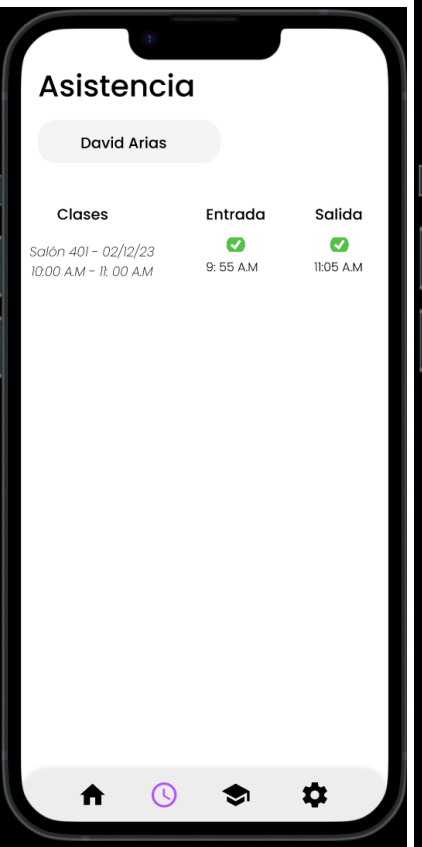 Asistencia
David Arias
Clases Entrada Salida
Salón 401 - 02/12/23
10:00 A.M - 11: 00 A.M
9: 55 A.M 11:05 A.M